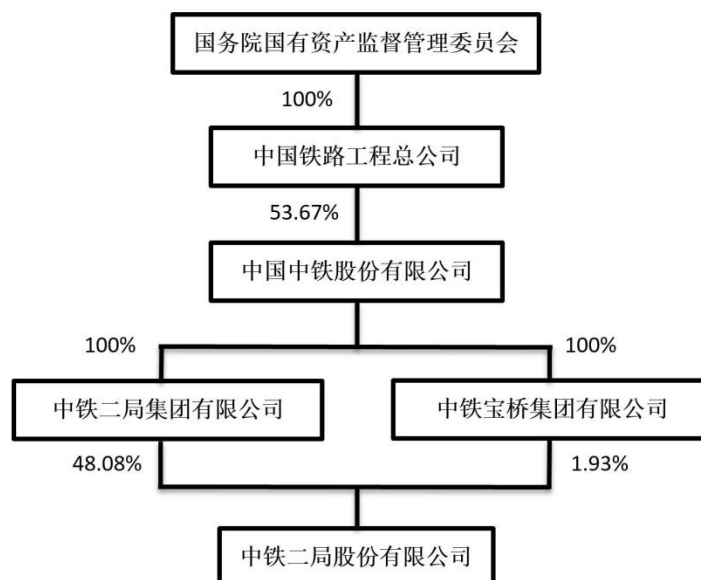 国务院国有资产监督管理委员会
100%
中国铁路工程总公司
53.67%
中国中铁股份有限公司
100%
100%
中铁二局集团有限公司
中铁宝桥集团有限公司
48.08%
1.93%
中铁二局股份有限公司